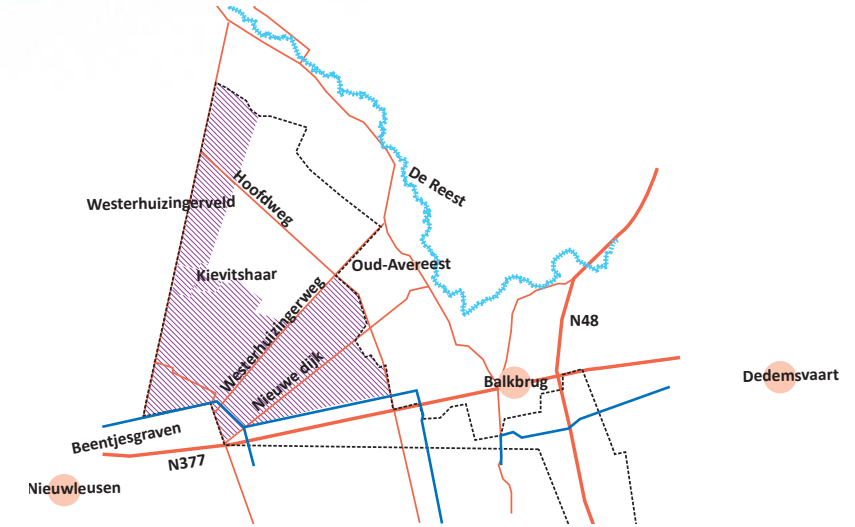 De Reest
Hoofdweg
Westerhuizingerveld
Oud-Avereest
Kievitshaar
Westerhuizingerweg
N48
Nieuwe dijk
Balkbrug
Dedemsvaart
Beentjesgraven
N377
Nieuwleusen